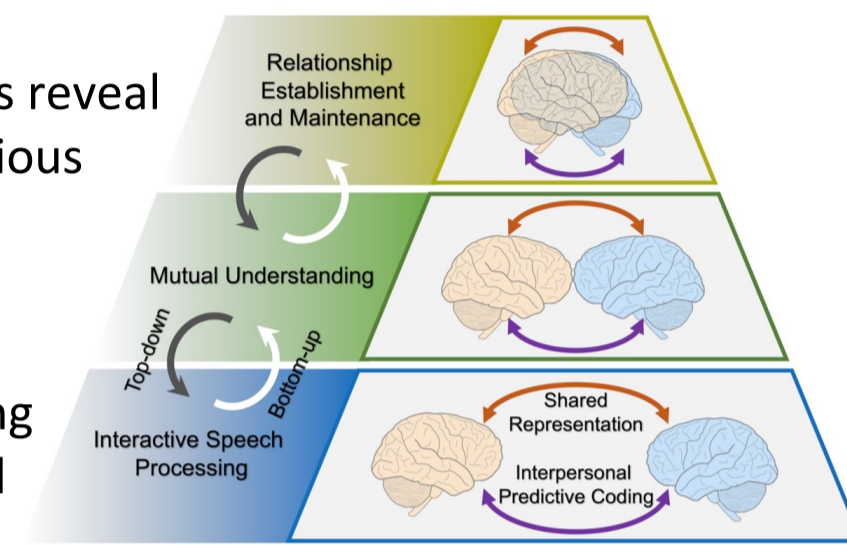 s reveal
ious
ng
Relationship
Establishment
and Maintenance
Mutual Understanding
Top-down
Bottom-up
Interactive Speech
Processing
Shared
Representation
Interpersonal
Predictive Coding